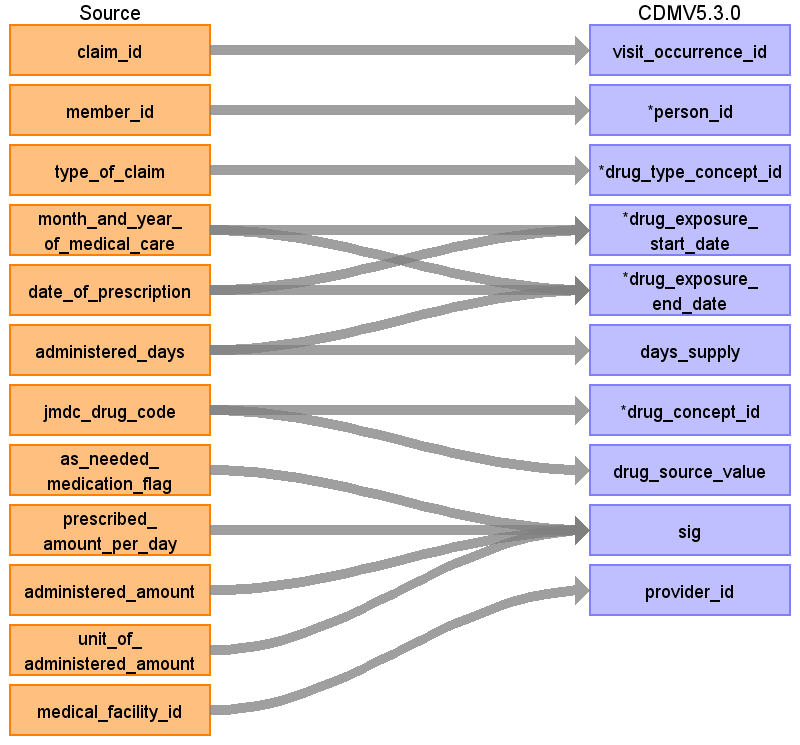 Source
CDMV5.3.0
claim_id
visit_occurrence_id
member_id
*person_id
type_of_claim
*drug_type_concept_id
month_and_year_
of_medical_care
*drug_exposure_
start_date
date_of_prescription
*drug_exposure_
end_date
administered_days
days_supply
jmdc_drug_code
*drug_concept_id
as_needed_
medication_flag
drug_source_value
prescribed_
amount_per_day
sig
administered_amount
provider_id
unit_of_
administered_amount
medical_facility_id